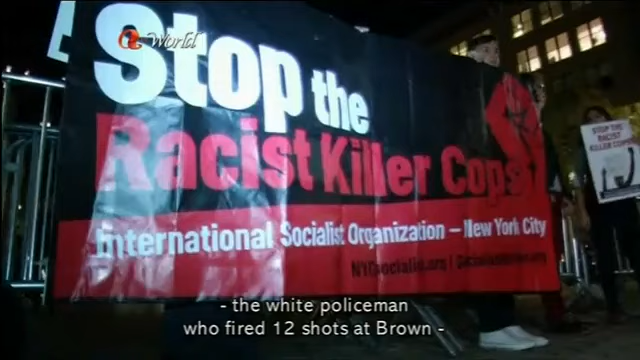 World
Stop the
Racist Killer Cops
International Socialist Organization – New York City
STOP THE
RACIST
KILLER COPS
- the white policeman
who fired 12 shots at Brown -